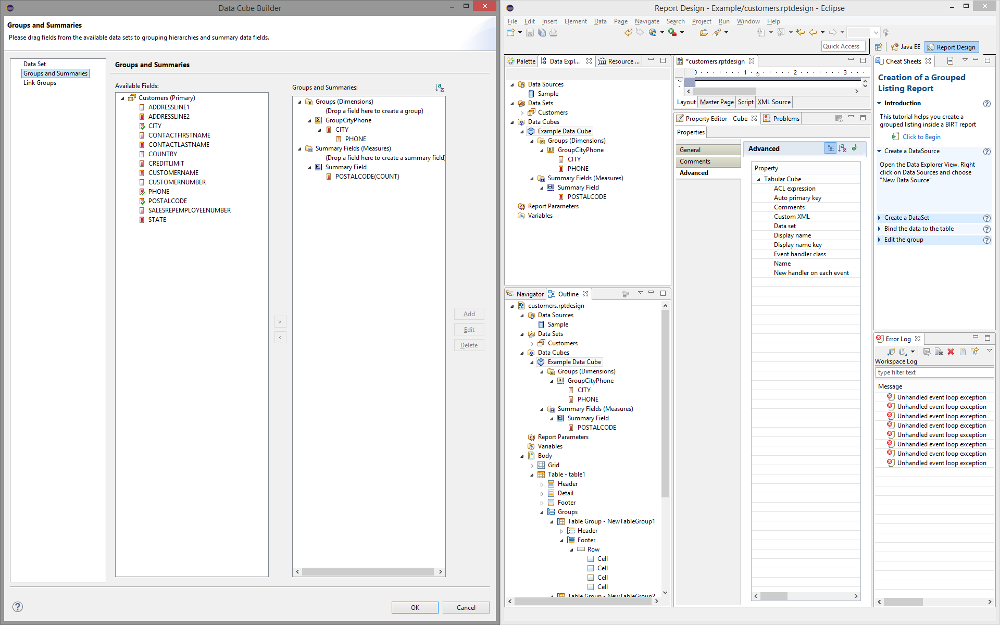 Data Cube Builder
Groups and Summaries
Please drag fields from the available data sets to grouping hierarchies and summary data fields.
Data Set
Groups and Summaries
Link Groups
Groups and Summaries
Available Fields:
Customers (Primary)
ADDRESSLINE1
ADDRESSLINE2
CITY
CONTACTFIRSTNAME
CONTACTLASTNAME
COUNTRY
CREDITLIMIT
CUSTOMERNAME
CUSTOMERNUMBER
PHONE
POSTALCODE
SALESREPEMPLOYEENUMBER
STATE
>
<
Groups and Summaries:
Groups (Dimensions)
(Drop a field here to create a group)
GroupCityPhone
CITY
PHONE
Summary Fields (Measures)
(Drop a field here to create a summary field
Summary Field
POSTALCODE(COUNT)
Add
Edit
Delete
OK
Cancel
Report Design - Example/customers.rptdesign - Eclipse
File Edit Insert Element Data Page Navigate Search Project Run Window Help
Quick Access
Java EE
Report Design
Palette
Data Expl...
Resource ...
Data Sources
Sample
Data Sets
Customers
Data Cubes
Example Data Cube
Groups (Dimensions)
GroupCityPhone
CITY
PHONE
Summary Fields (Measures)
Summary Field
POSTALCODE
Report Parameters
Variables
Navigator
Outline
customers.rptdesign
Data Sources
Sample
Data Sets
Customers
Data Cubes
Example Data Cube
Groups (Dimensions)
GroupCityPhone
CITY
PHONE
Summary Fields (Measures)
Summary Field
POSTALCODE
Report Parameters
Variables
Body
Grid
Table - table1
Header
Detail
Footer
Groups
Table Group - NewTableGroup1
Header
Footer
Row
Cell
Cell
Cell
Cell
Table Group - NewTableGroup2
*customers.rptdesign
0 1 2 3
Layout Master Page Script XML Source
Property Editor - Cube
Problems
Properties
General
Comments
Advanced
Advanced
Property
Tabular Cube
ACL expression
Auto primary key
Comments
Custom XML
Data set
Display name
Display name key
Event handler class
Name
New handler on each event
Cheat Sheets
Creation of a Grouped
Listing Report
Introduction
This tutorial helps you create a
grouped listing inside a BIRT report
Click to Begin
Create a DataSource
Open the Data Explorer View. Right
click on Data Sources and choose
"New Data Source"
Create a DataSet
Bind the data to the table
Edit the group
Error Log
Workspace Log
type filter text
Message
Unhandled event loop exception
Unhandled event loop exception
Unhandled event loop exception
Unhandled event loop exception
Unhandled event loop exception
Unhandled event loop exception
Unhandled event loop exception
Unhandled event loop exception